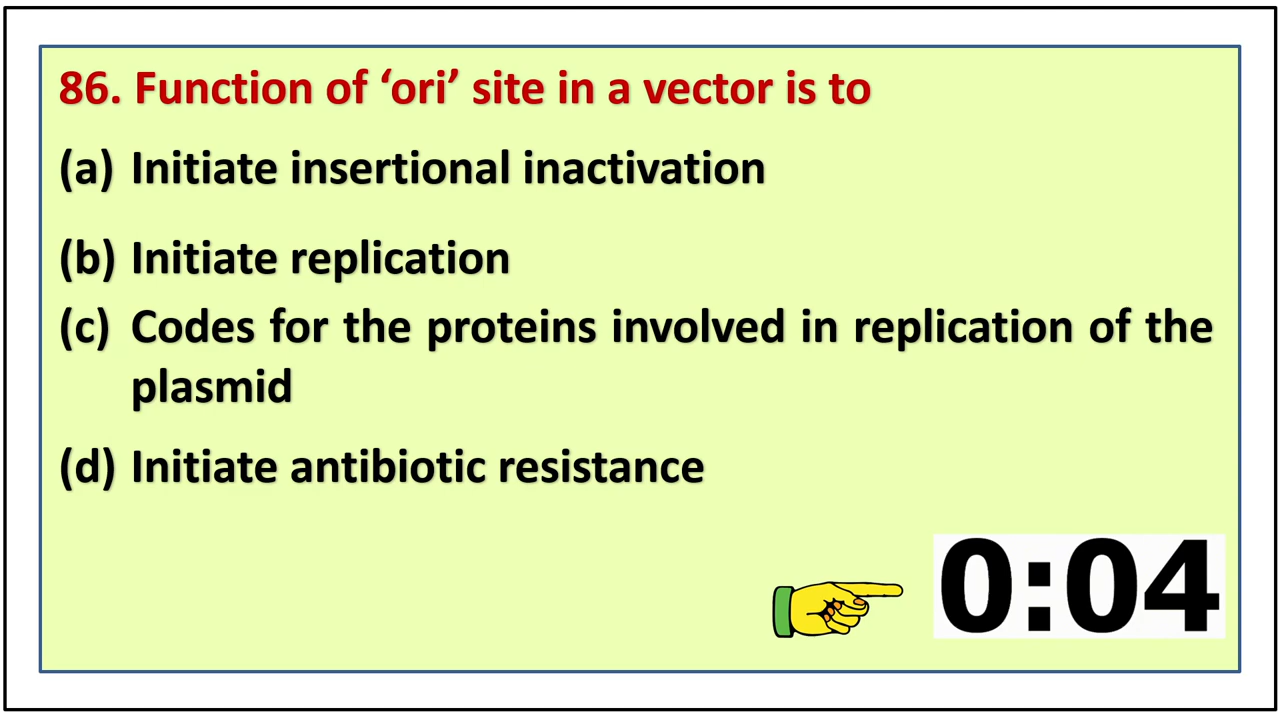 86. Function of ‘ori’ site in a vector is to
(a) Initiate insertional inactivation
(b) Initiate replication
(c) Codes for the proteins involved in replication of the
plasmid
(d) Initiate antibiotic resistance
0:04